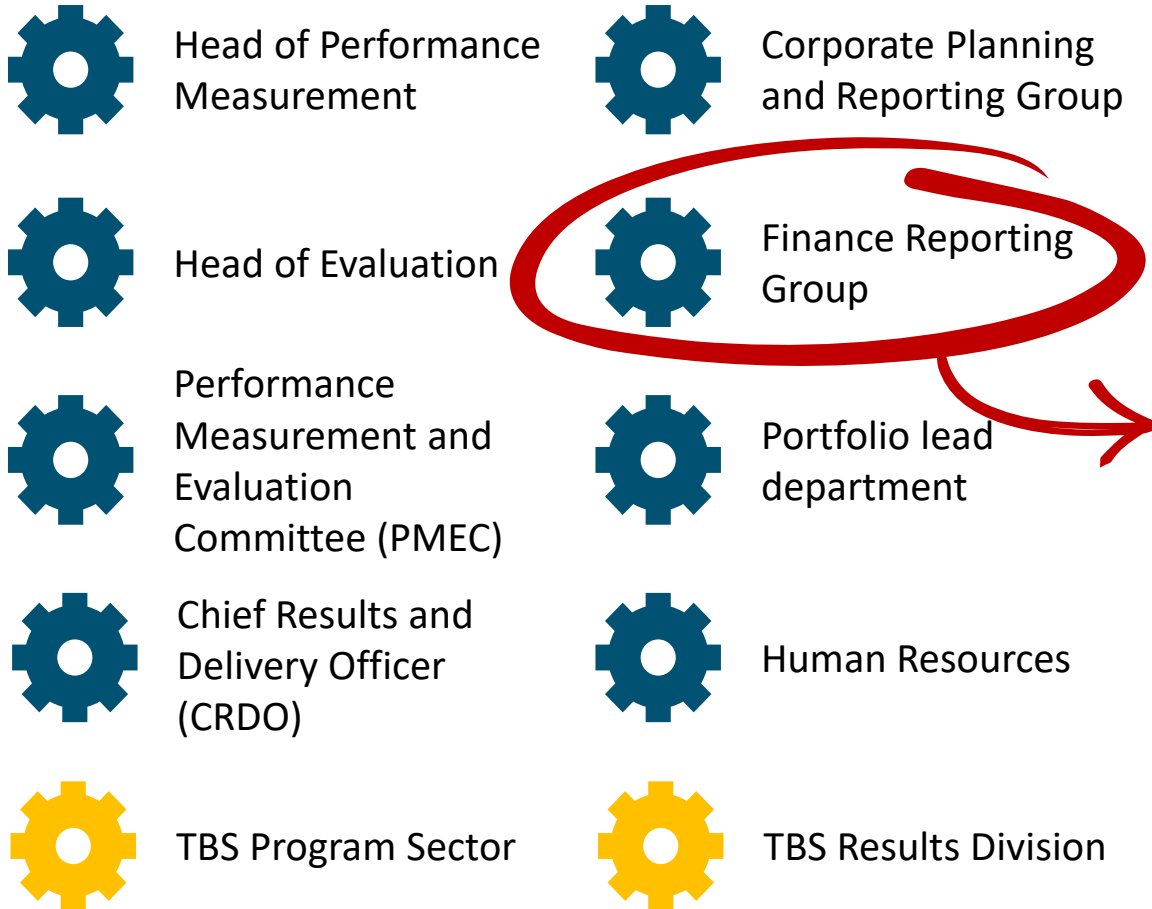 Head of Performance
Measurement
Corporate Planning
and Reporting Group
Head of Evaluation
Finance Reporting
Group
Performance
Measurement and
Evaluation
Committee (PMEC)
Portfolio lead
department
Chief Results and
Delivery Officer
(CRDO)
Human Resources
TBS Program Sector
TBS Results Division